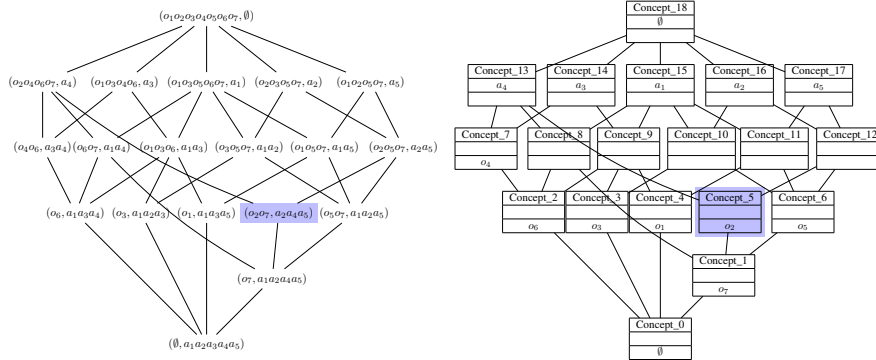 (o₁o₂o₃o₄o₅o₆o₇, ∅)
(o₂o₄o₆o₇, a₄) (o₁o₃o₄o₆, a₃) (o₁o₃o₅o₆o₇, a₁) (o₂o₃o₅o₇, a₂) (o₁o₂o₅o₇, a₅)
(o₄o₆, a₃a₄) (o₆o₇, a₁a₄) (o₁o₃o₆, a₁a₃) (o₃o₅o₇, a₁a₂) (o₁o₅o₇, a₁a₅) (o₂o₅o₇, a₂a₅)
(o₆, a₁a₃a₄) (o₃, a₁a₂a₃) (o₁, a₁a₃a₅) (o₂o₇, a₂a₄a₅) (o₅o₇, a₁a₂a₅)
(o₇, a₁a₂a₄a₅)
(∅, a₁a₂a₃a₄a₅)
Concept_18
∅
Concept_13 Concept_14 Concept_15 Concept_16 Concept_17
a₄ a₃ a₁ a₂ a₅
Concept_7 Concept_8 Concept_9 Concept_10 Concept_11 Concept_12
o₄
Concept_2 Concept_3 Concept_4 Concept_5 Concept_6
o₆ o₃ o₁ o₂ o₅
Concept_1
o₇
Concept_0
∅